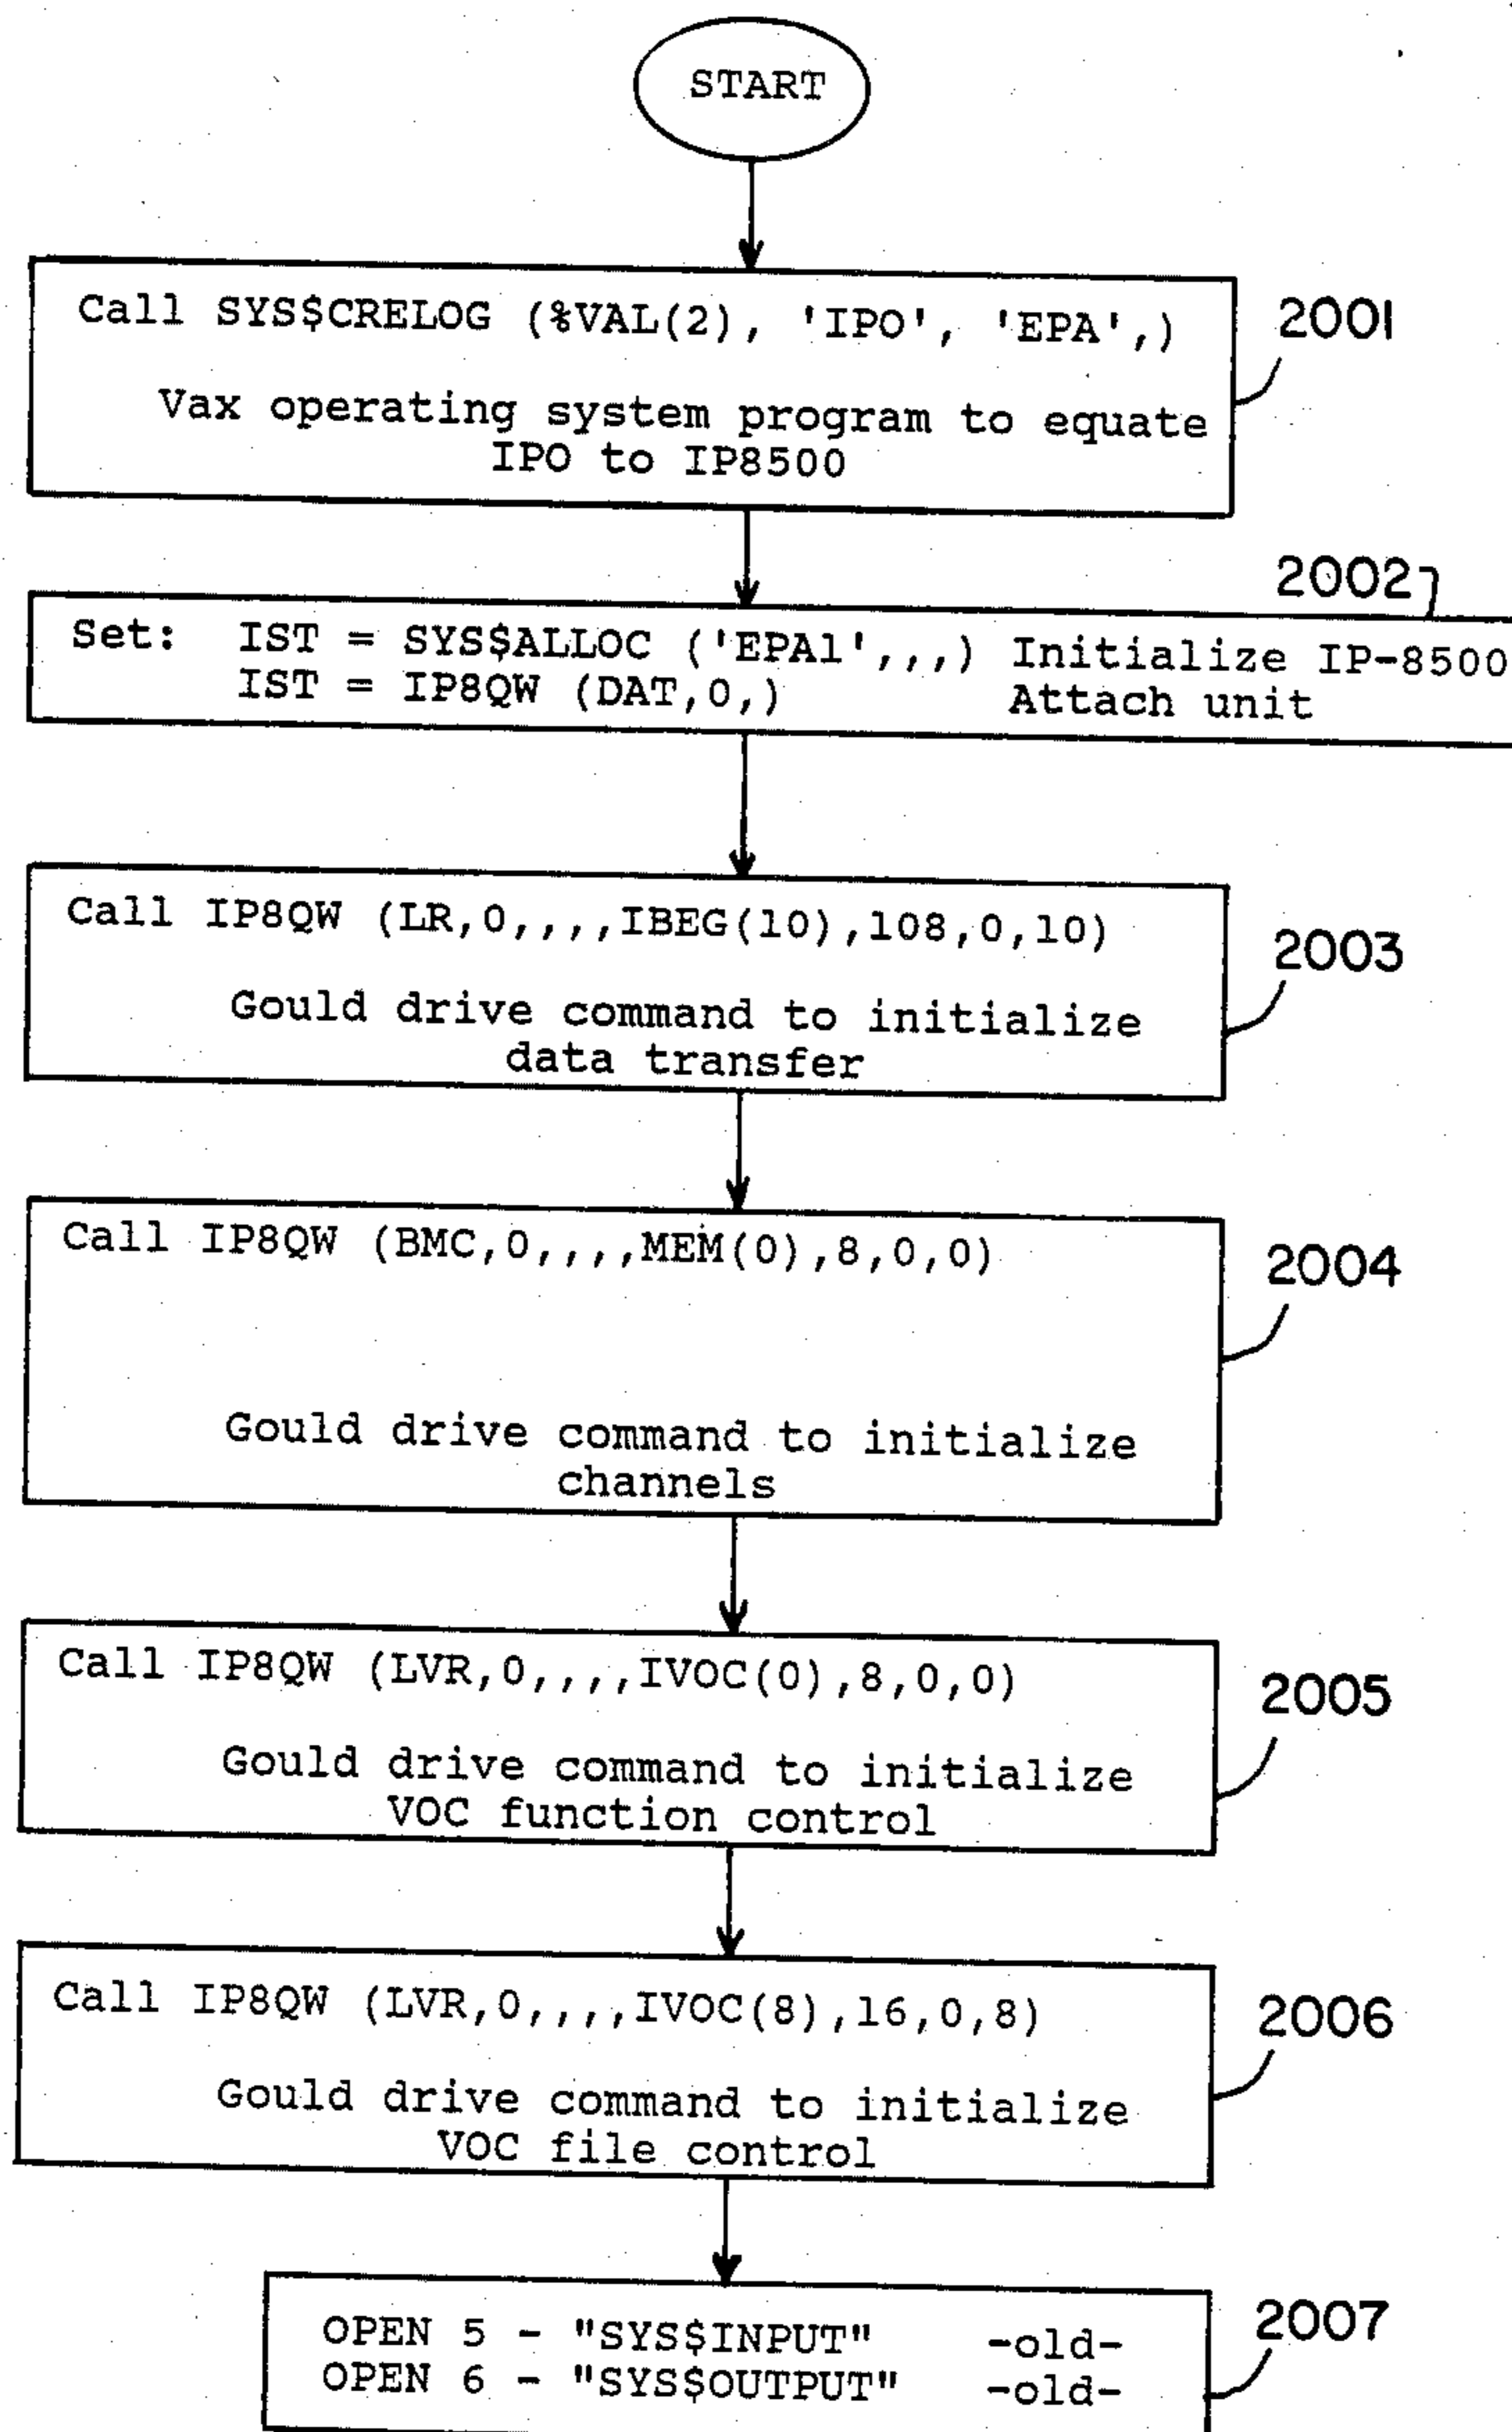 START
Call SYS$CRELOG (%VAL(2), 'IPO', 'EPA',)
2001
Vax operating system program to equate
IPO to IP8500
2002
Set: IST = SYS$ALLOC ('EPA1',,,) Initialize IP-8500
IST = IP8QW (DAT,0,) Attach unit
Call IP8QW (LR,0,,,,IBEG(10),108,0,10)
2003
Gould drive command to initialize
data transfer
Call IP8QW (BMC,0,,,,MEM(0),8,0,0)
2004
Gould drive command to initialize
channels
Call IP8QW (LVR,0,,,,IVOC(0),8,0,0)
2005
Gould drive command to initialize
VOC function control
Call IP8QW (LVR,0,,,,IVOC(8),16,0,8)
2006
Gould drive command to initialize
VOC file control
2007
OPEN 5 - "SYS$INPUT" -old-
OPEN 6 - "SYS$OUTPUT" -old-